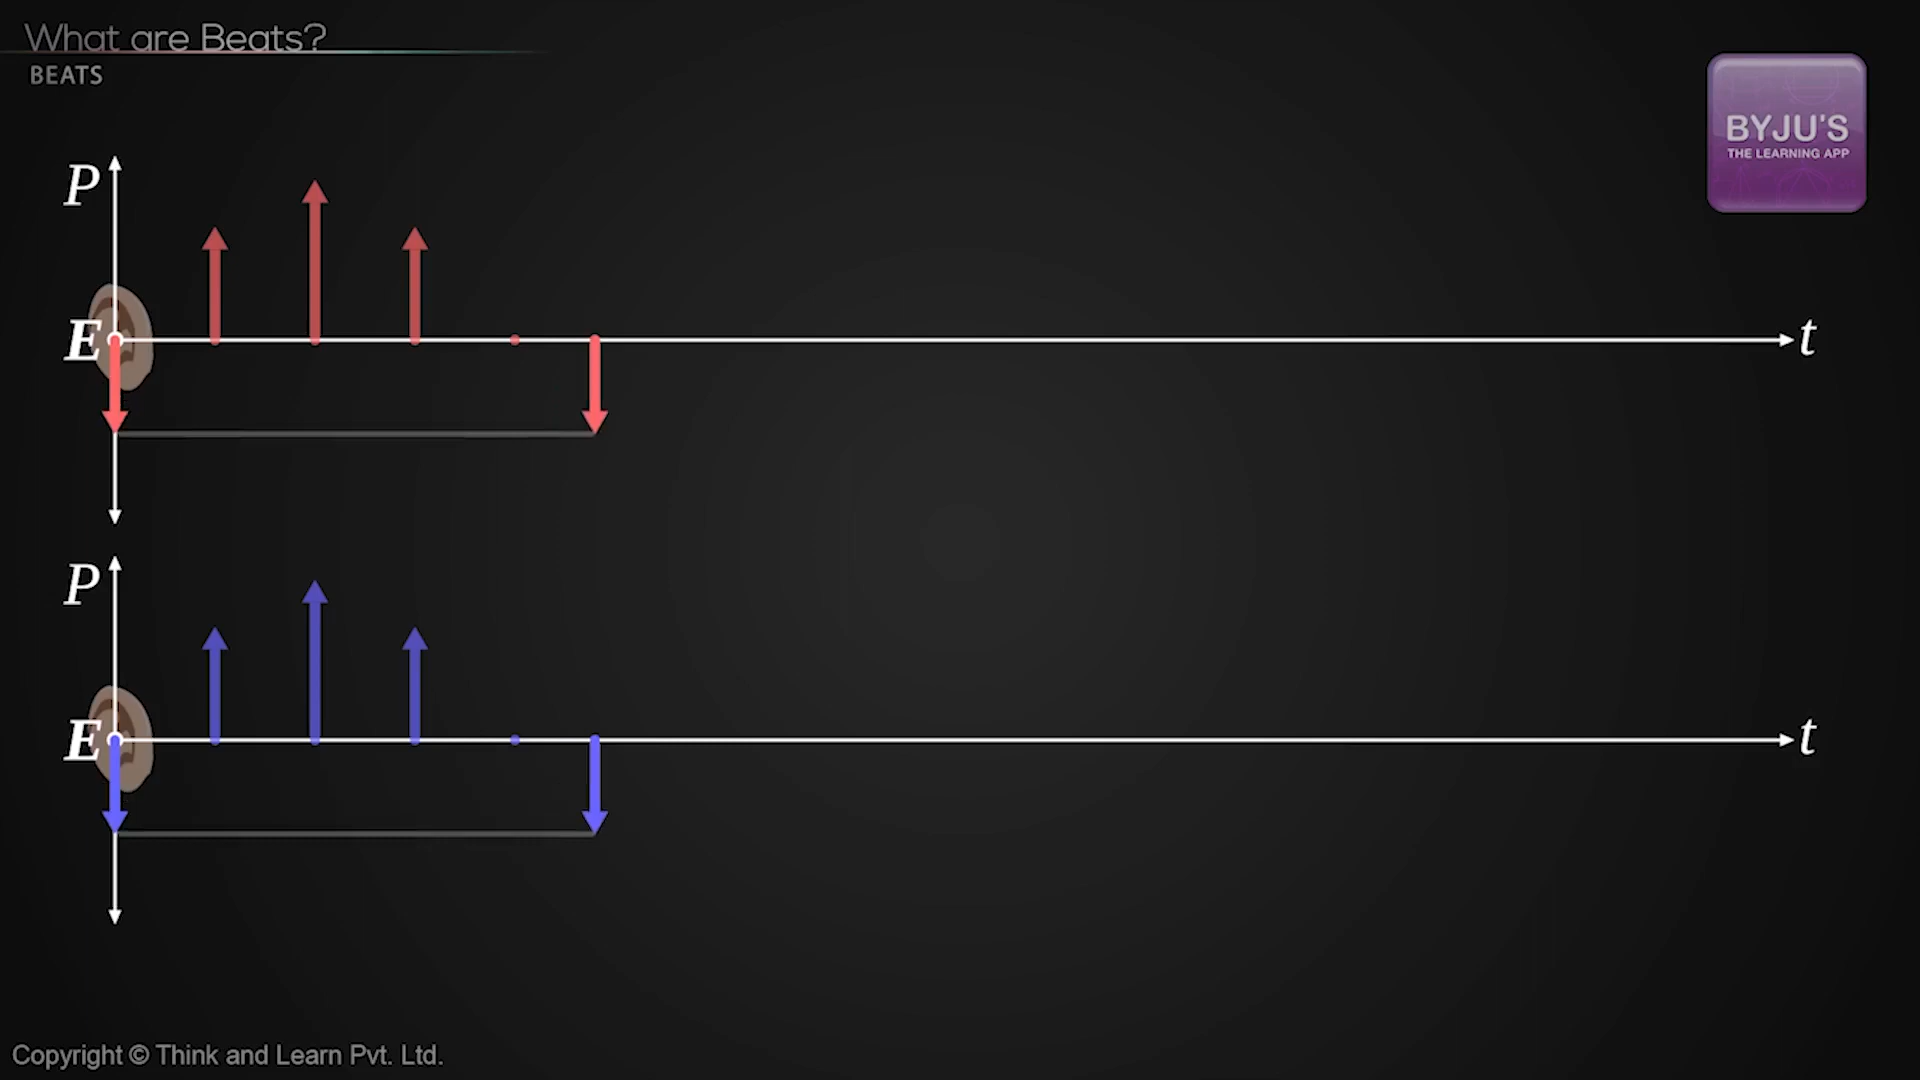 What are Beats?
BEATS
BYJU'S
THE LEARNING APP
P
E
t
P
E
t
Copyright © Think and Learn Pvt. Ltd.